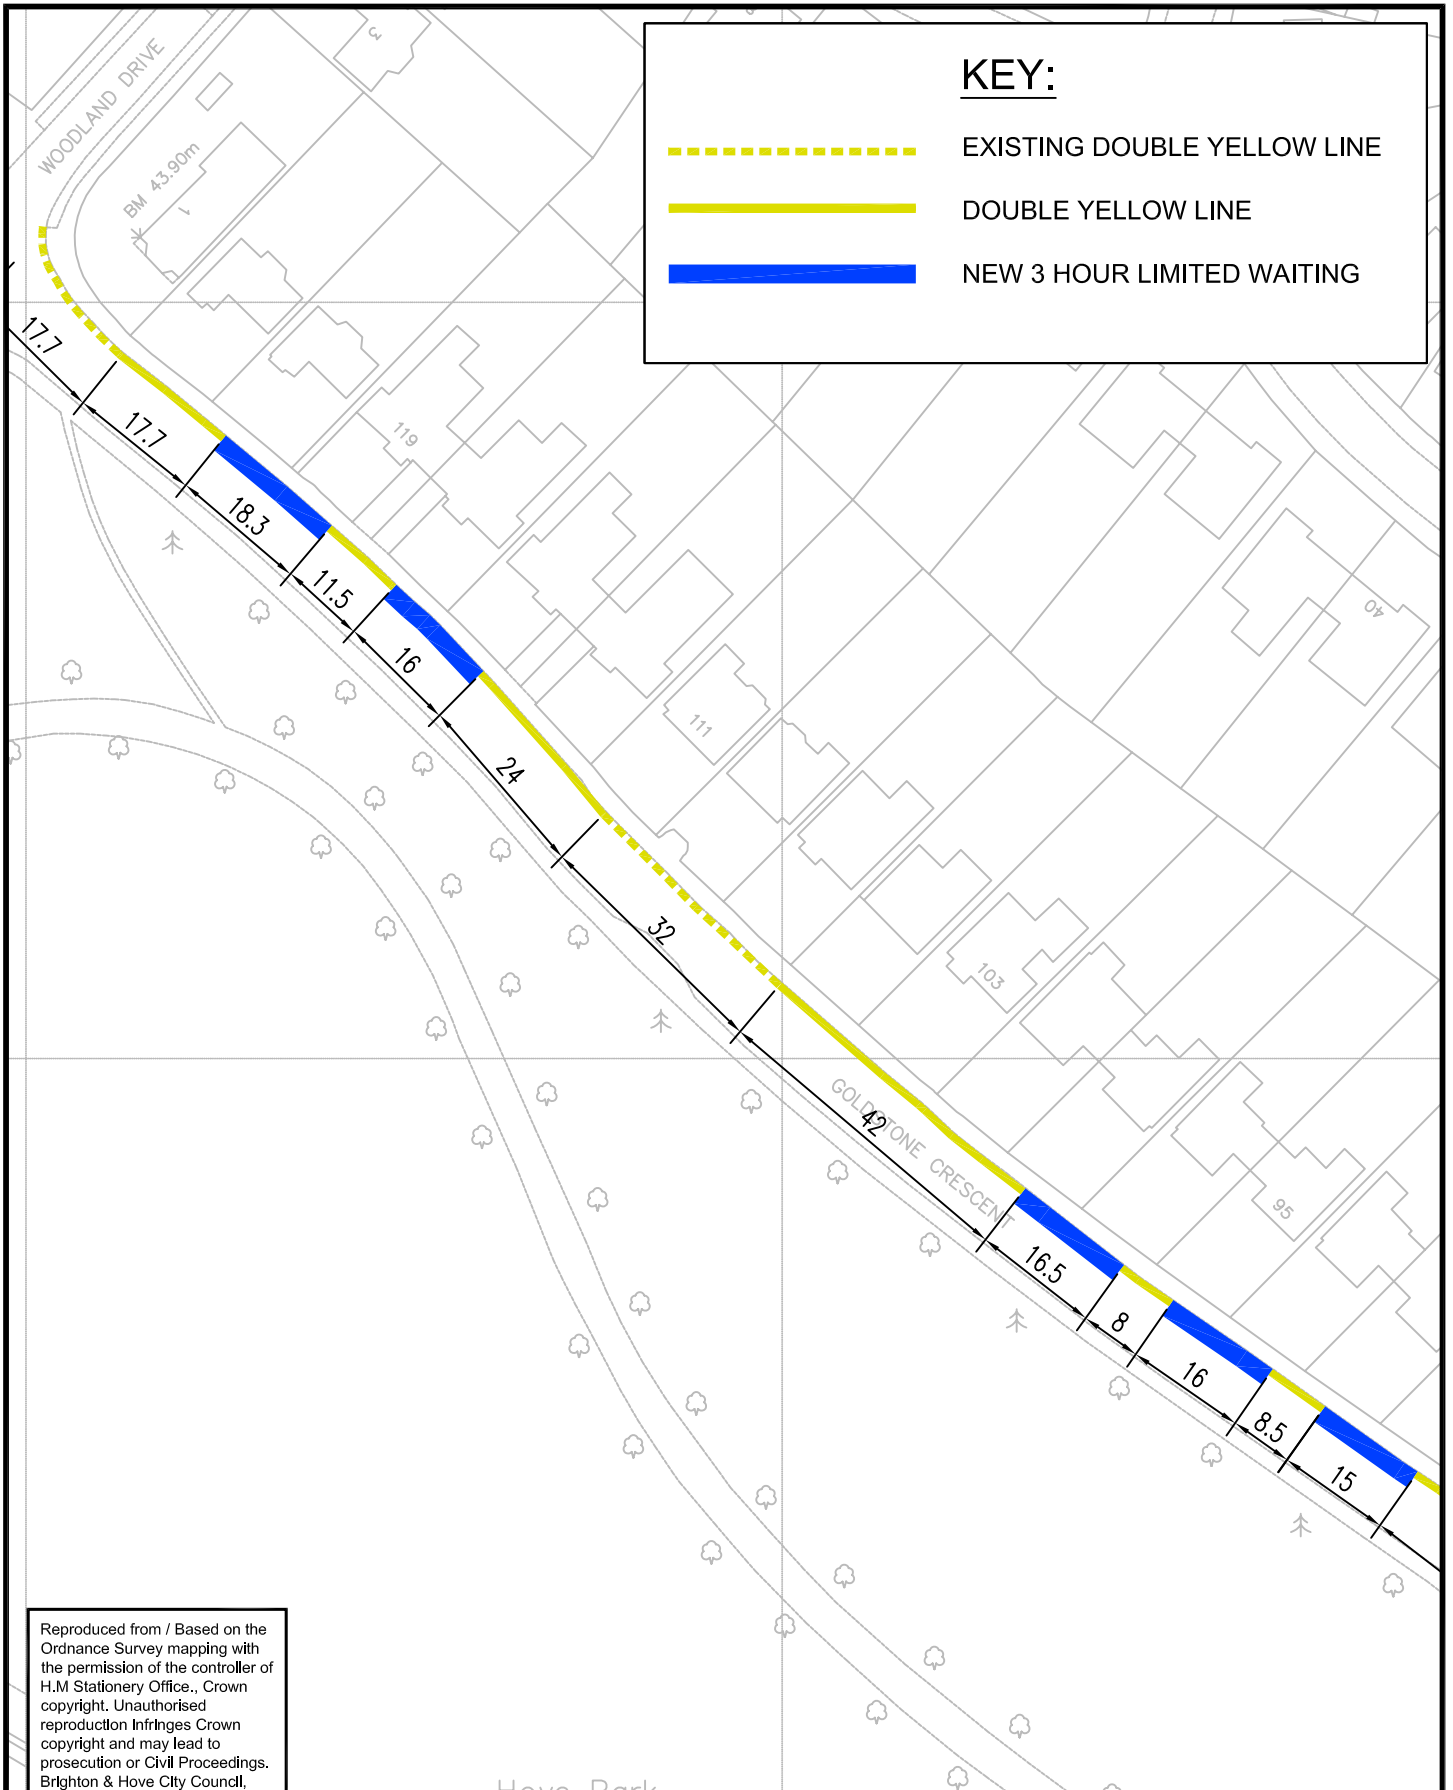 KEY:
EXISTING DOUBLE YELLOW LINE
DOUBLE YELLOW LINE
NEW 3 HOUR LIMITED WAITING
WOODLAND DRIVE
BM 43.90m
1
3
17.7
17.7
119
18.3
11.5
16
40
111
24
32
103
GOLDSTONE CRESCENT
42
95
16.5
8
16
8.5
15
Reproduced from / Based on the
Ordnance Survey mapping with
the permission of the controller of
H.M Stationery Office., Crown
copyright. Unauthorised
reproduction Infringes Crown
copyright and may lead to
prosecution or Civil Proceedings.
Brighton & Hove City Council,
Hove Park